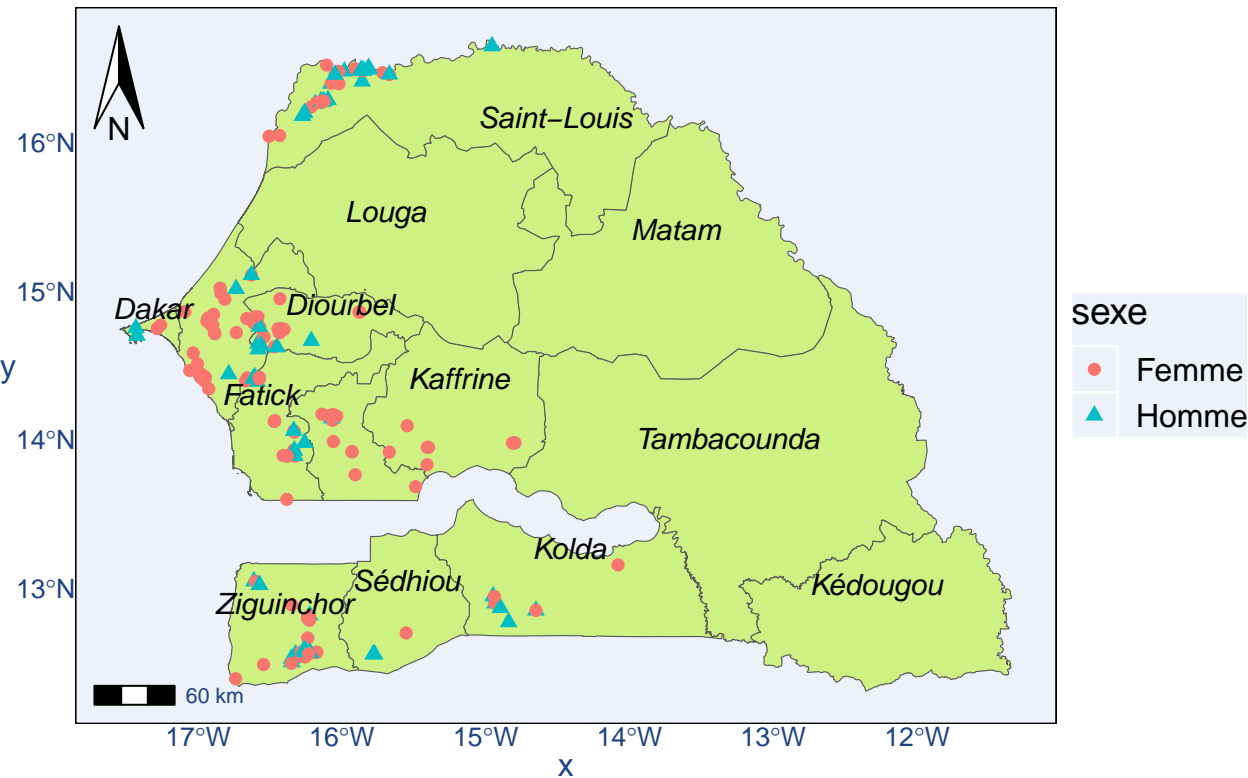 N
16°N
15°N
14°N
13°N
y
Saint−Louis
Louga
Matam
Dakar
Diourbel
Fatick
Kaffrine
Tambacounda
Kolda
Sédhiou
Kédougou
Ziguinchor
60 km
17°W 16°W 15°W 14°W 13°W 12°W
x
sexe
Femme
Homme